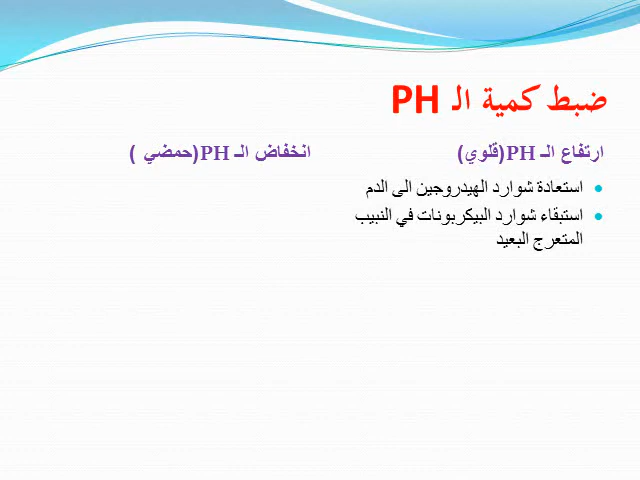 ضبط كمية الـ PH
ارتفاع الـ PH(قلوي)
انخفاض الـ PH(حمضي )
• استعادة شوارد الهيدروجين الى الدم
• استبقاء شوارد البيكربونات في النبيب
المتعرج البعيد